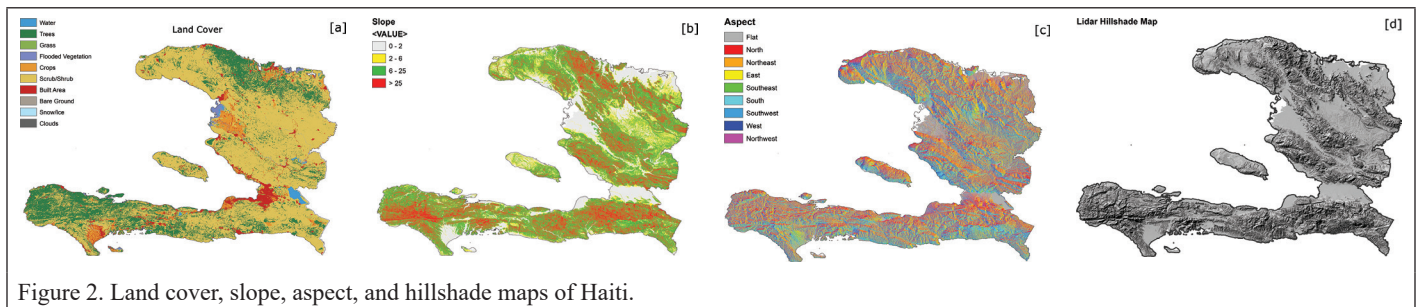 Land Cover
[a]
Water
Trees
Grass
Flooded Vegetation
Crops
Scrub/Shrub
Built Area
Bare Ground
Snow/Ice
Clouds
Slope
<VALUE>
[b]
0 - 2
2 - 6
6 - 25
> 25
Aspect
[c]
Flat
North
Northeast
East
Southeast
South
Southwest
West
Northwest
Lidar Hillshade Map
[d]
Figure 2. Land cover, slope, aspect, and hillshade maps of Haiti.